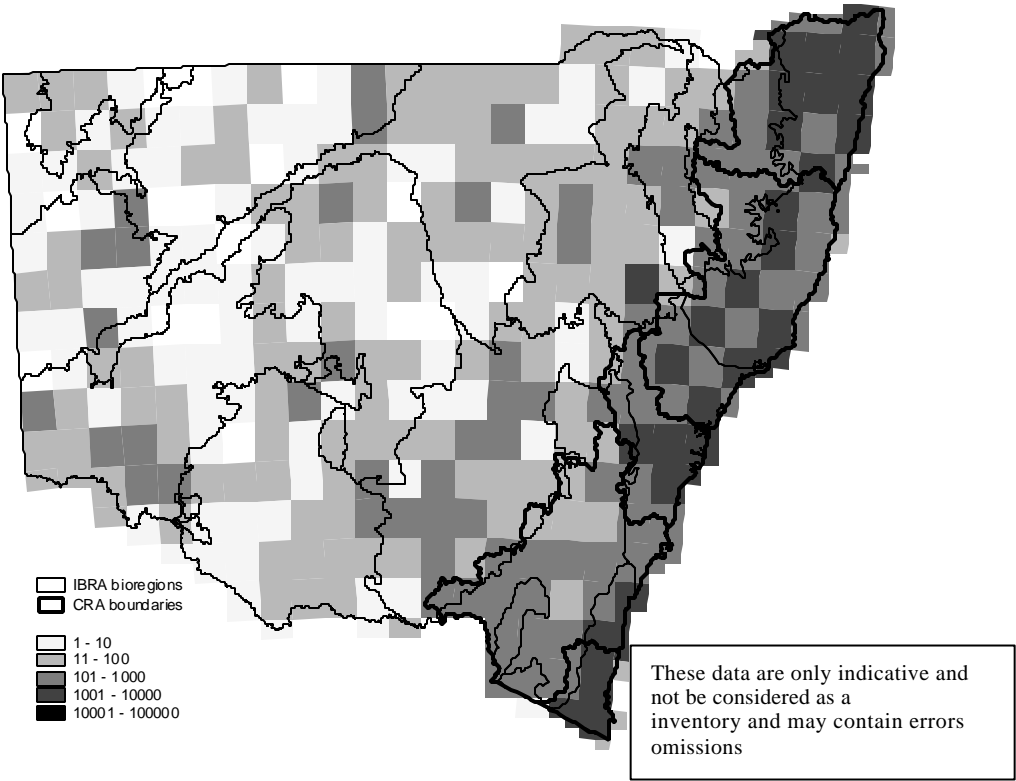 IBRA bioregions
CRA boundaries
1 - 10
11 - 100
101 - 1000
1001 - 10000
10001 - 100000
These data are only indicative and
not be considered as a
inventory and may contain errors
omissions